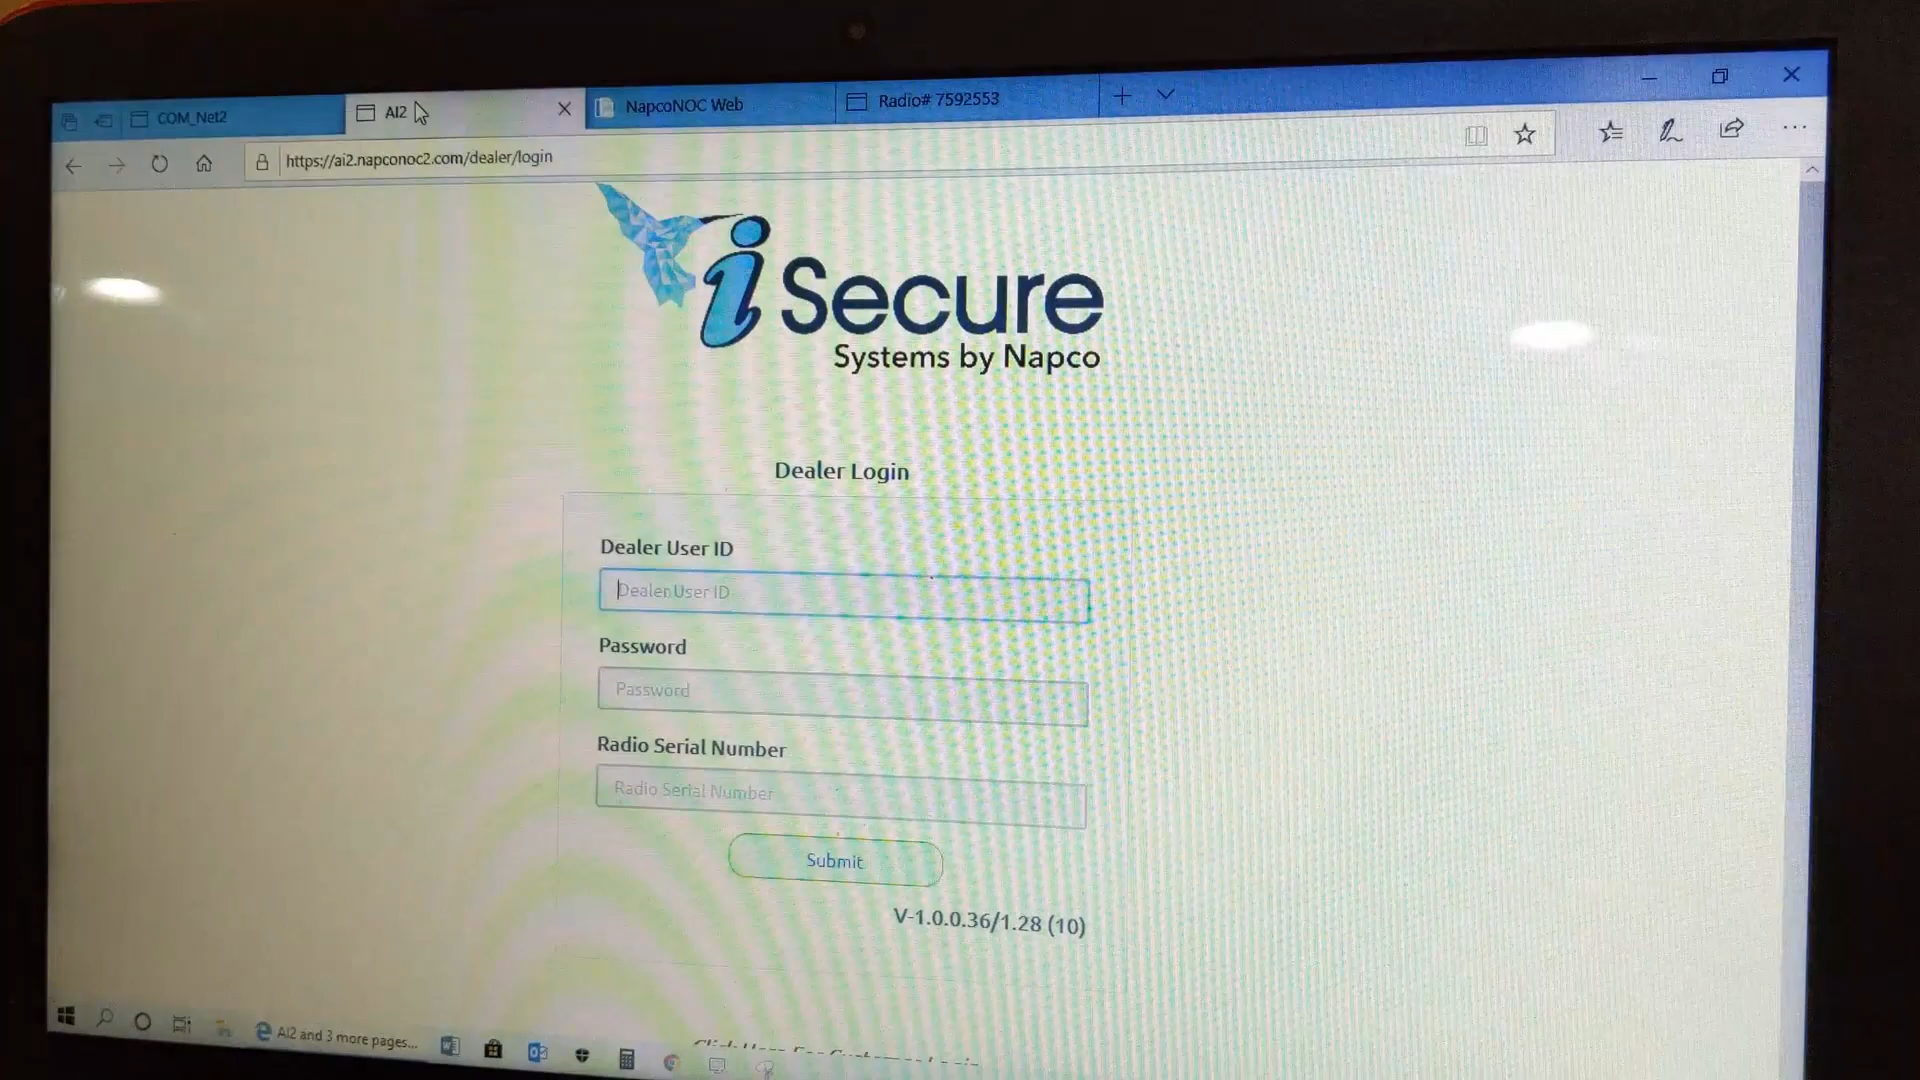 COM_Net2
AI2
NapcoNOC Web
Radio# 7592553
https://ai2.napconoc2.com/dealer/login
i Secure
Systems by Napco
Dealer Login
Dealer User ID
Dealer User ID
Password
Password
Radio Serial Number
Radio Serial Number
Submit
V-1.0.0.36/1.28 (10)
AI2 and 3 more pages...